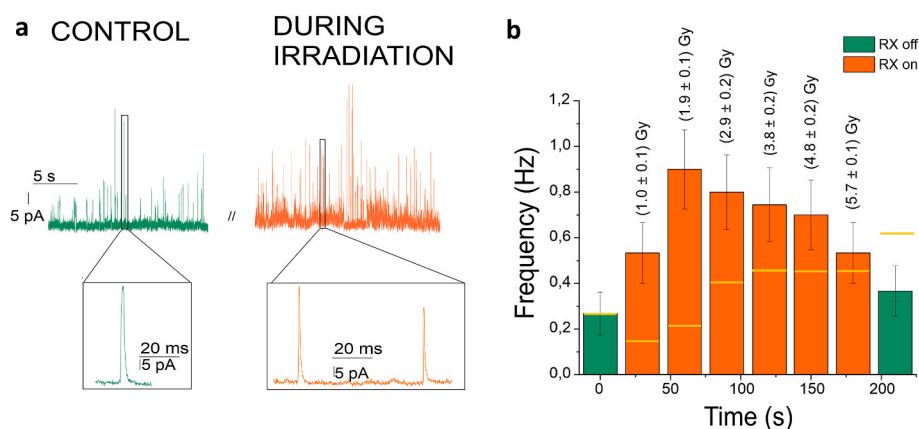 a
CONTROL
DURING
IRRADIATION
5 s
5 pA
//
20 ms
5 pA
20 ms
5 pA
b
RX off
RX on
(1.0 ± 0.1) Gy
(1.9 ± 0.1) Gy
(2.9 ± 0.2) Gy
(3.8 ± 0.2) Gy
(4.8 ± 0.2) Gy
(5.7 ± 0.1) Gy
Frequency (Hz)
1,2
1,0
0,8
0,6
0,4
0,2
0,0
0
50
100
150
200
Time (s)